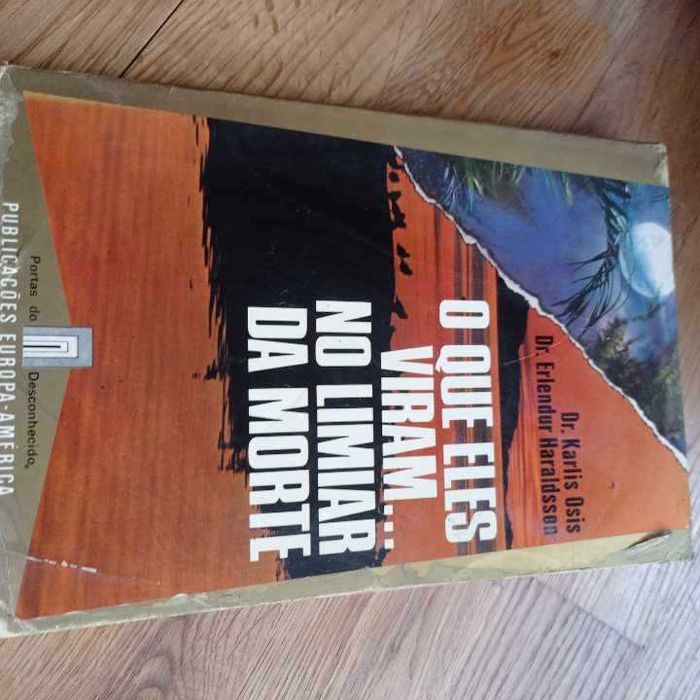 Dr. Karlis Osis
Dr. Erlendur Haraldsson
O QUE ELES
VIRAM...
NO LIMIAR
DA MORTE
Portas do Desconhecido
PUBLICAÇÕES EUROPA-AMÉRICA